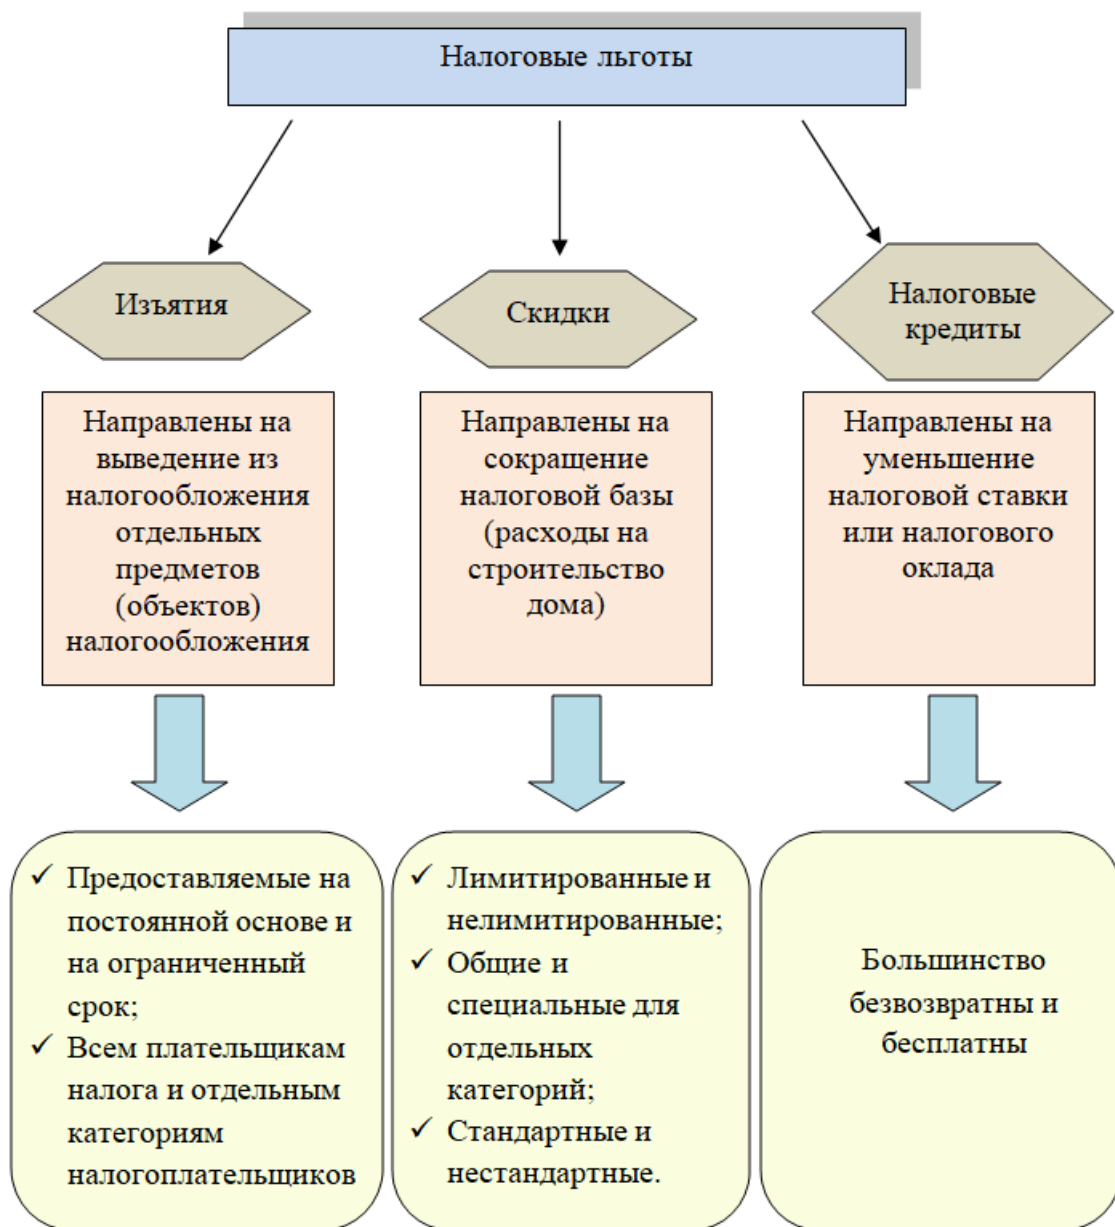 Налоговые льготы
Изъятия
Скидки
Налоговые
кредиты
Направлены на
выведение из
налогообложения
отдельных
предметов
(объектов)
налогообложения
Направлены на
сокращение
налоговой базы
(расходы на
строительство
дома)
Направлены на
уменьшение
налоговой ставки
или налогового
оклада
✓ Предоставляемые на
постоянной основе и
на ограниченный
срок;
✓ Всем плательщикам
налога и отдельным
категориям
налогоплательщиков
✓ Лимитированные и
нелимитированные;
✓ Общие и
специальные для
отдельных
категорий;
✓ Стандартные и
нестандартные.
Большинство
безвозвратны и
бесплатны